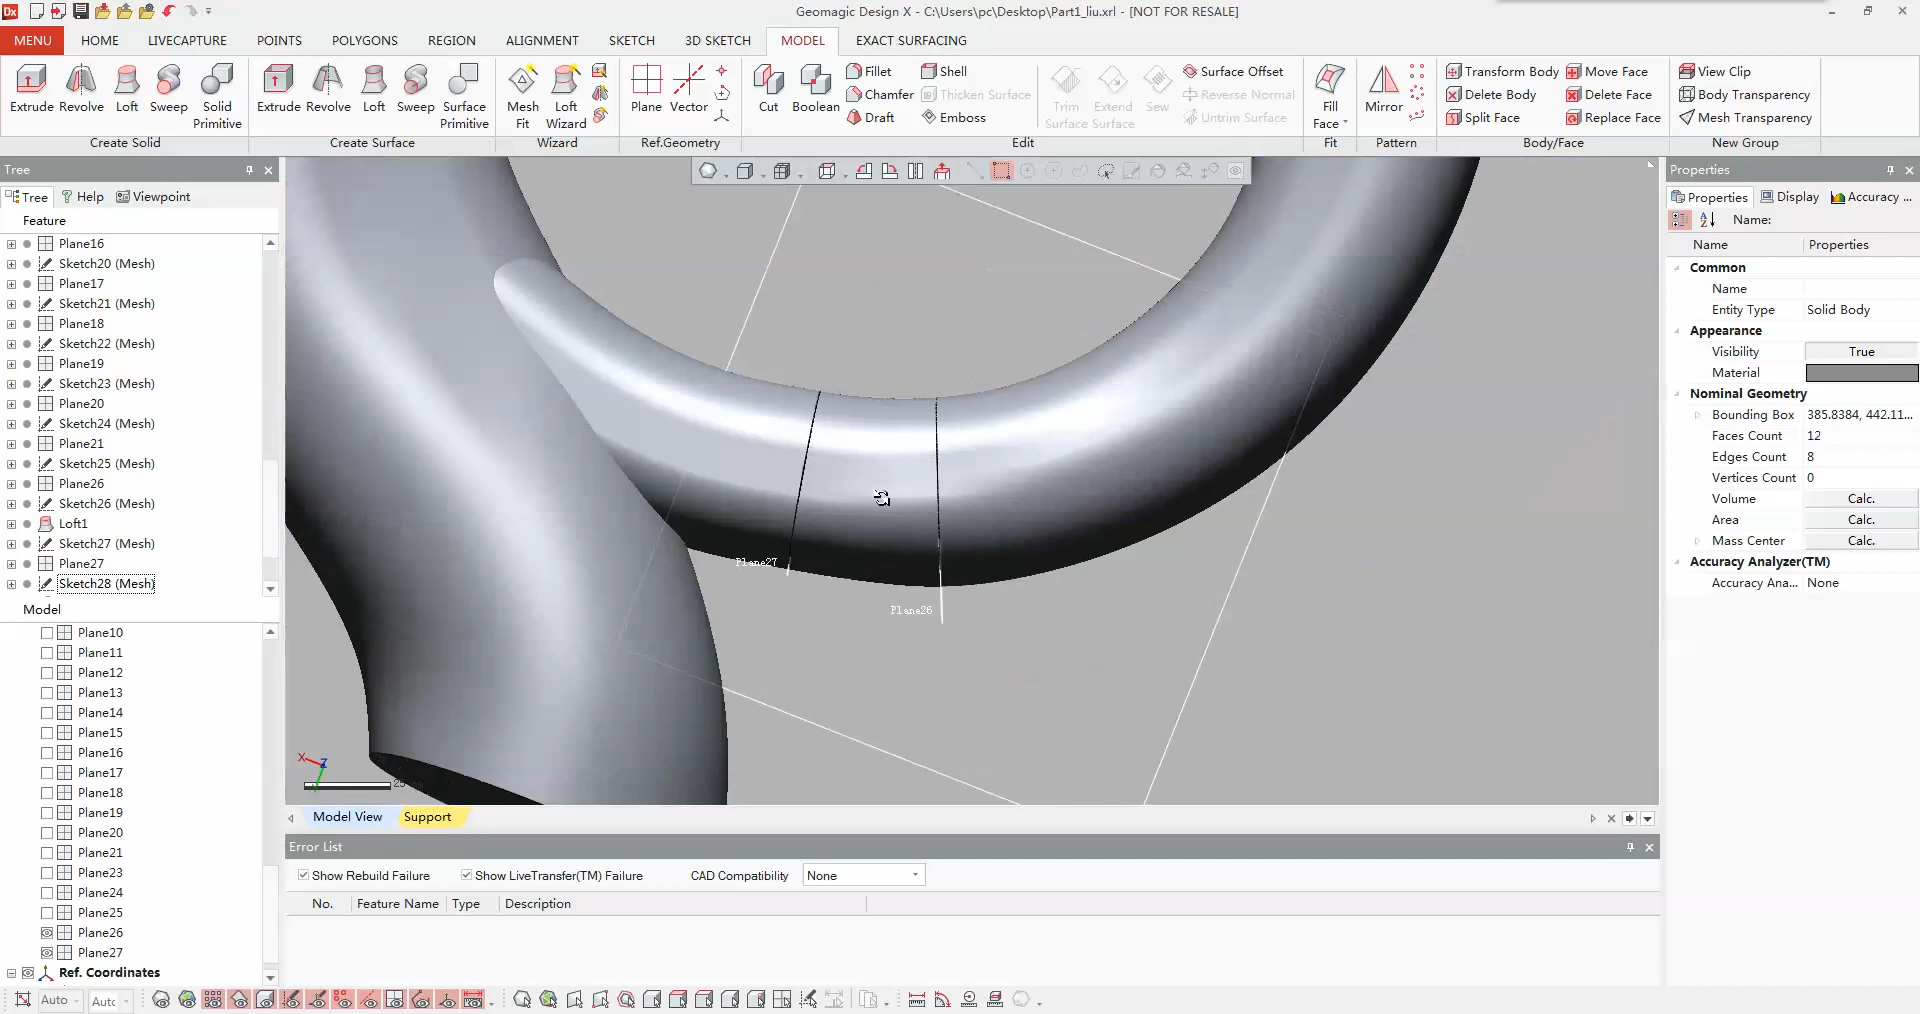 Geomagic Design X - C:\Users\pc\Desktop\Part1_liu.xrl - [NOT FOR RESALE]
MENU HOME LIVECAPTURE POINTS POLYGONS REGION ALIGNMENT SKETCH 3D SKETCH MODEL EXACT SURFACING
Extrude Revolve Loft Sweep Solid Primitive
Create Solid
Extrude Revolve Loft Sweep Surface Primitive
Create Surface
Mesh Fit Loft Wizard
Wizard
Plane Vector
Ref.Geometry
Cut Boolean
Fillet Shell
Chamfer Thicken Surface
Draft Emboss
Trim Surface Extend Surface Sew
Surface Offset
Reverse Normal
Untrim Surface
Edit
Fill Face
Fit
Mirror
Pattern
Transform Body Move Face
Delete Body Delete Face
Split Face Replace Face
Body/Face
View Clip
Body Transparency
Mesh Transparency
New Group
Tree
Tree Help Viewpoint
Feature
Plane16
Sketch20 (Mesh)
Plane17
Sketch21 (Mesh)
Plane18
Sketch22 (Mesh)
Plane19
Sketch23 (Mesh)
Plane20
Sketch24 (Mesh)
Plane21
Sketch25 (Mesh)
Plane26
Sketch26 (Mesh)
Loft1
Sketch27 (Mesh)
Plane27
Sketch28 (Mesh)
Model
Plane10
Plane11
Plane12
Plane13
Plane14
Plane15
Plane16
Plane17
Plane18
Plane19
Plane20
Plane21
Plane23
Plane24
Plane25
Plane26
Plane27
Ref. Coordinates
Auto Auto
Plane27
Plane26
X Z
25
Model View Support
Error List
Show Rebuild Failure Show LiveTransfer(TM) Failure CAD Compatibility None
No. Feature Name Type Description
Properties
Properties Display Accuracy ...
Name:
Name Properties
Common
Name
Entity Type Solid Body
Appearance
Visibility True
Material
Nominal Geometry
Bounding Box 385.8384, 442.11...
Faces Count 12
Edges Count 8
Vertices Count 0
Volume Calc.
Area Calc.
Mass Center Calc.
Accuracy Analyzer(TM)
Accuracy Ana... None